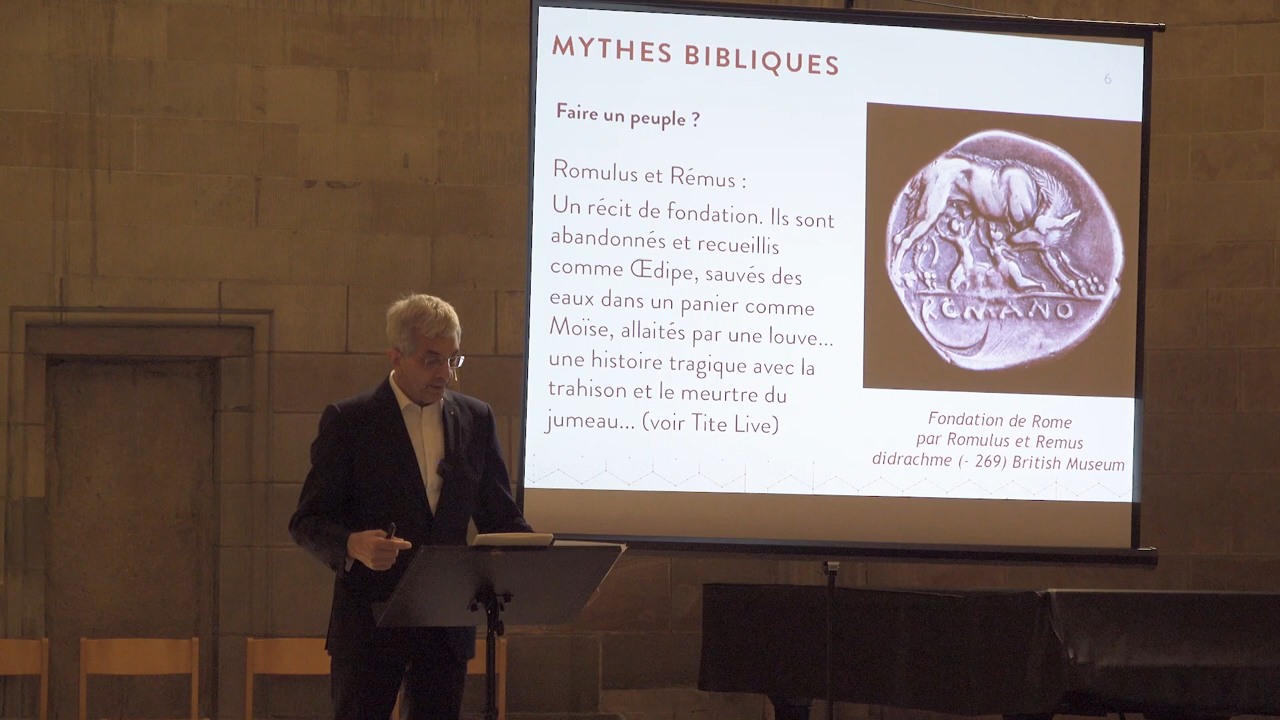 MYTHES BIBLIQUES
6
Faire un peuple ?
Romulus et Rémus :
Un récit de fondation. Ils sont
abandonnés et recueillis
comme Œdipe, sauvés des
eaux dans un panier comme
Moïse, allaités par une louve...
une histoire tragique avec la
trahison et le meurtre du
jumeau... (voir Tite Live)
ROMANO
Fondation de Rome
par Romulus et Remus
didrachme (- 269) British Museum